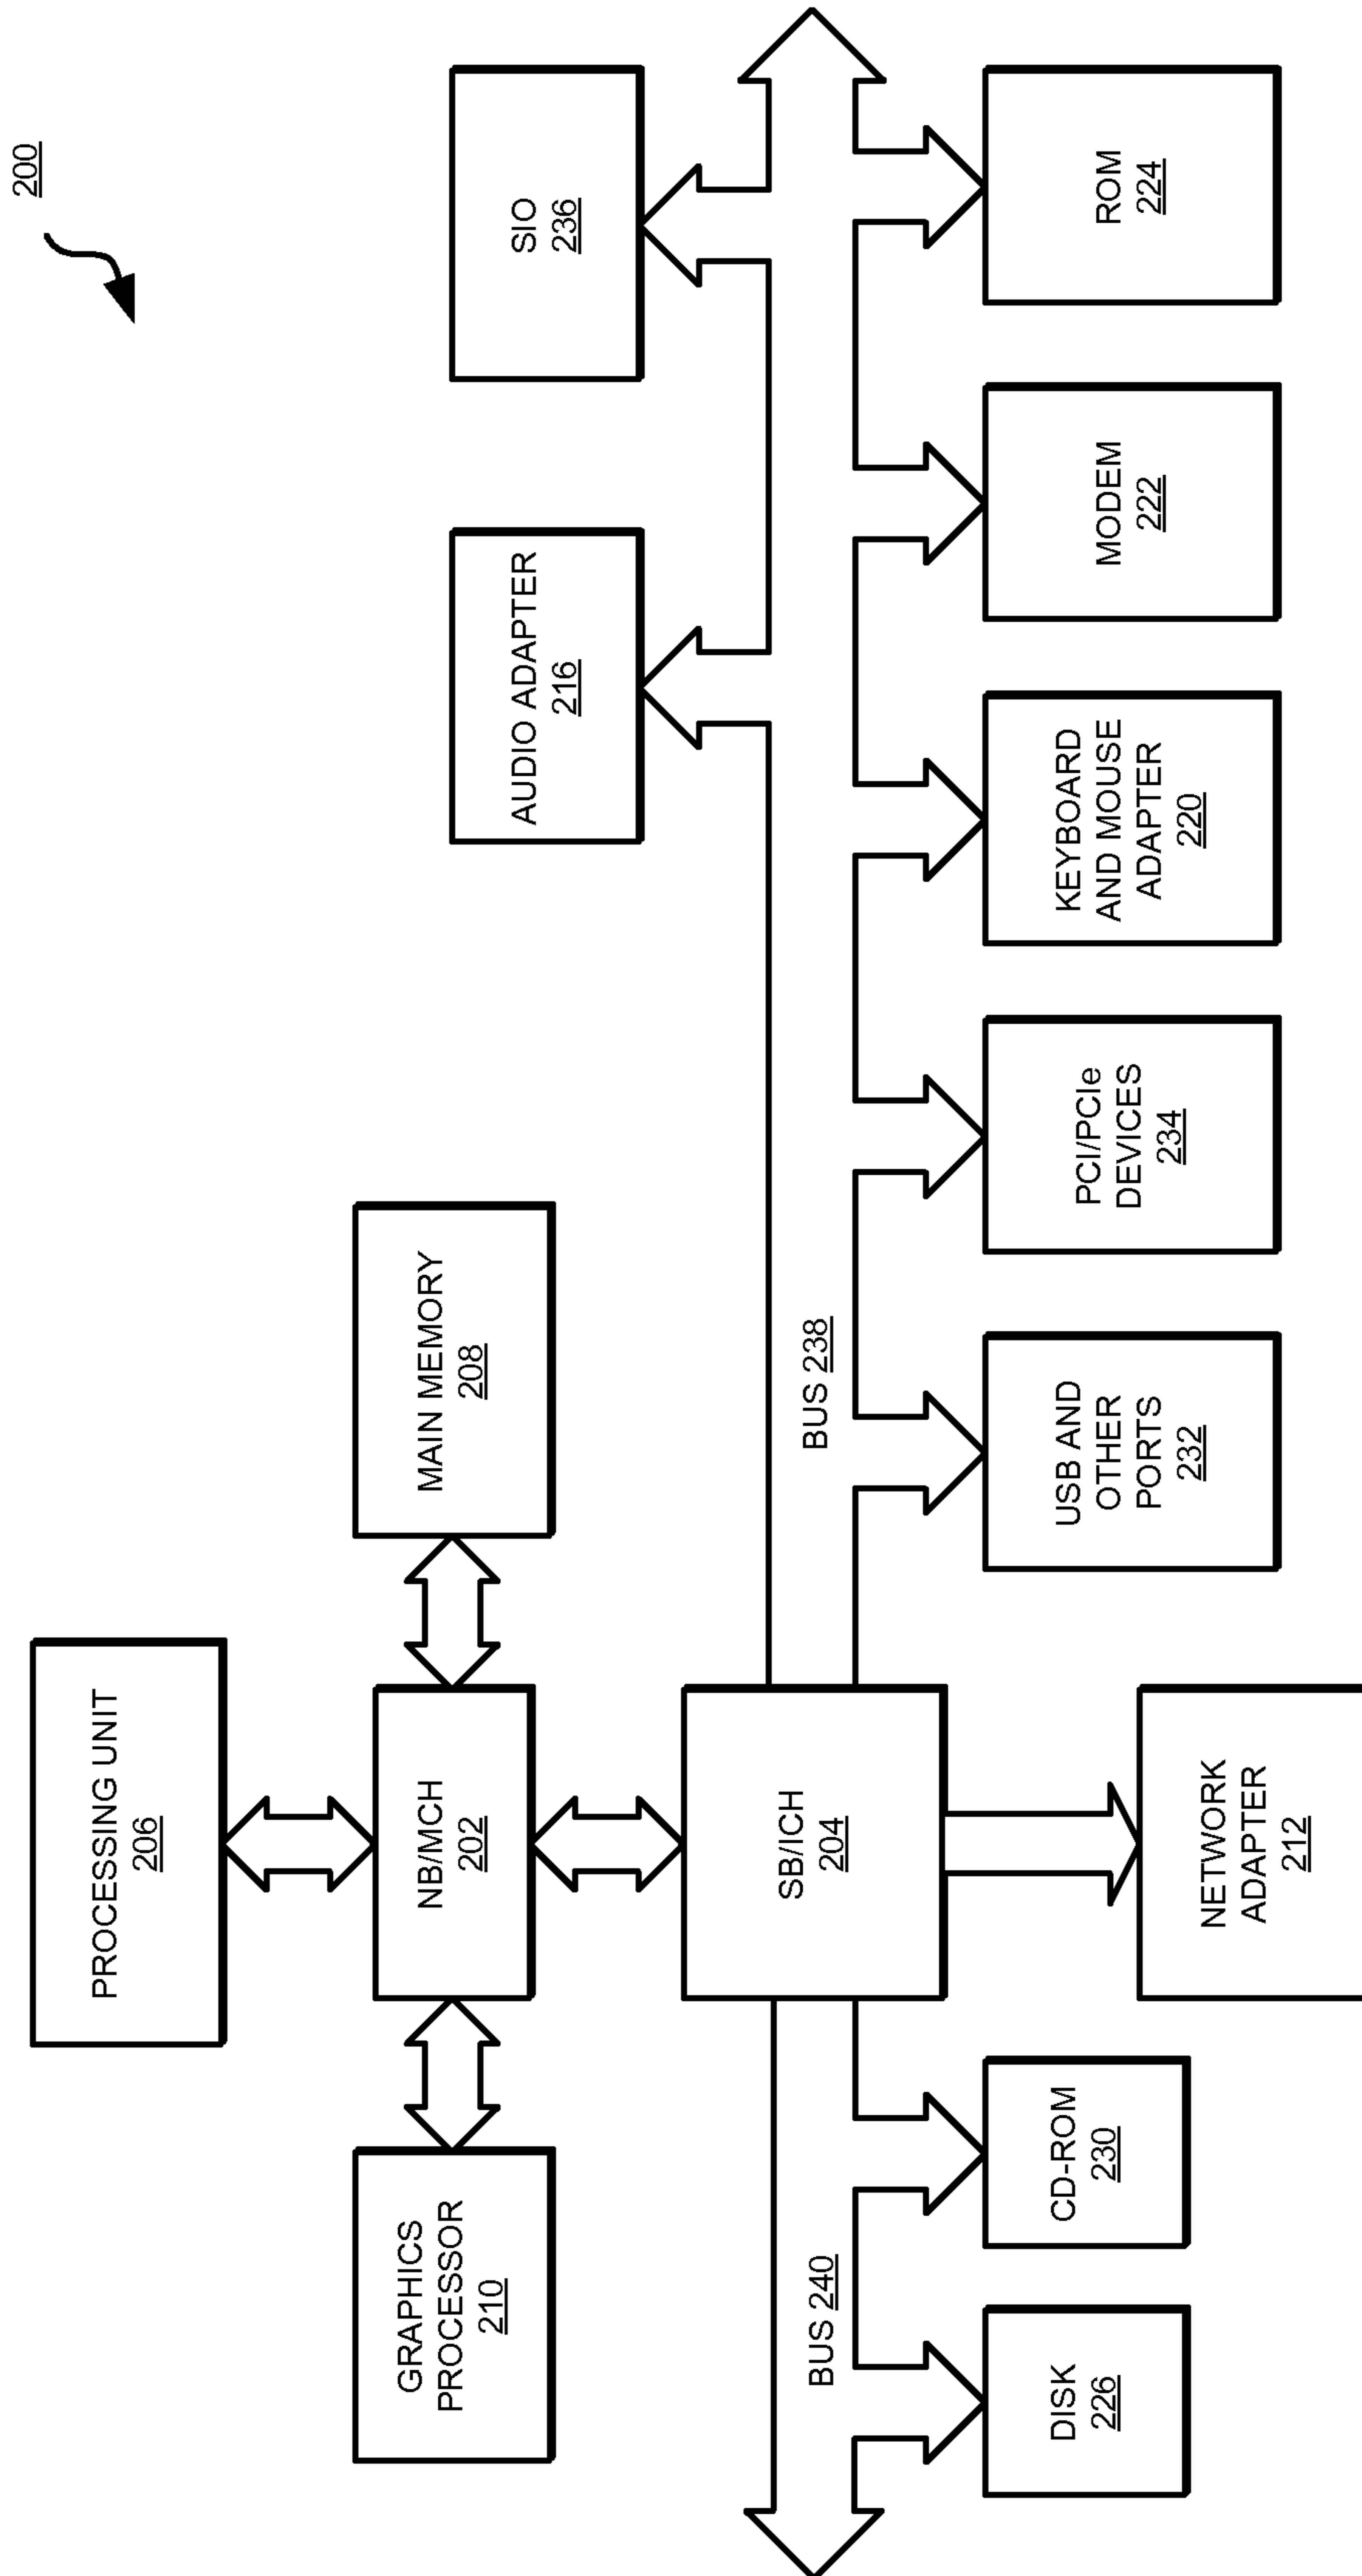 200
PROCESSING UNIT
206
GRAPHICS
PROCESSOR
210
NB/MCH
202
MAIN MEMORY
208
AUDIO ADAPTER
216
SIO
236
SB/ICH
204
BUS 240
BUS 238
DISK
226
CD-ROM
230
NETWORK
ADAPTER
212
USB AND
OTHER
PORTS
232
PCI/PCIe
DEVICES
234
KEYBOARD
AND MOUSE
ADAPTER
220
MODEM
222
ROM
224